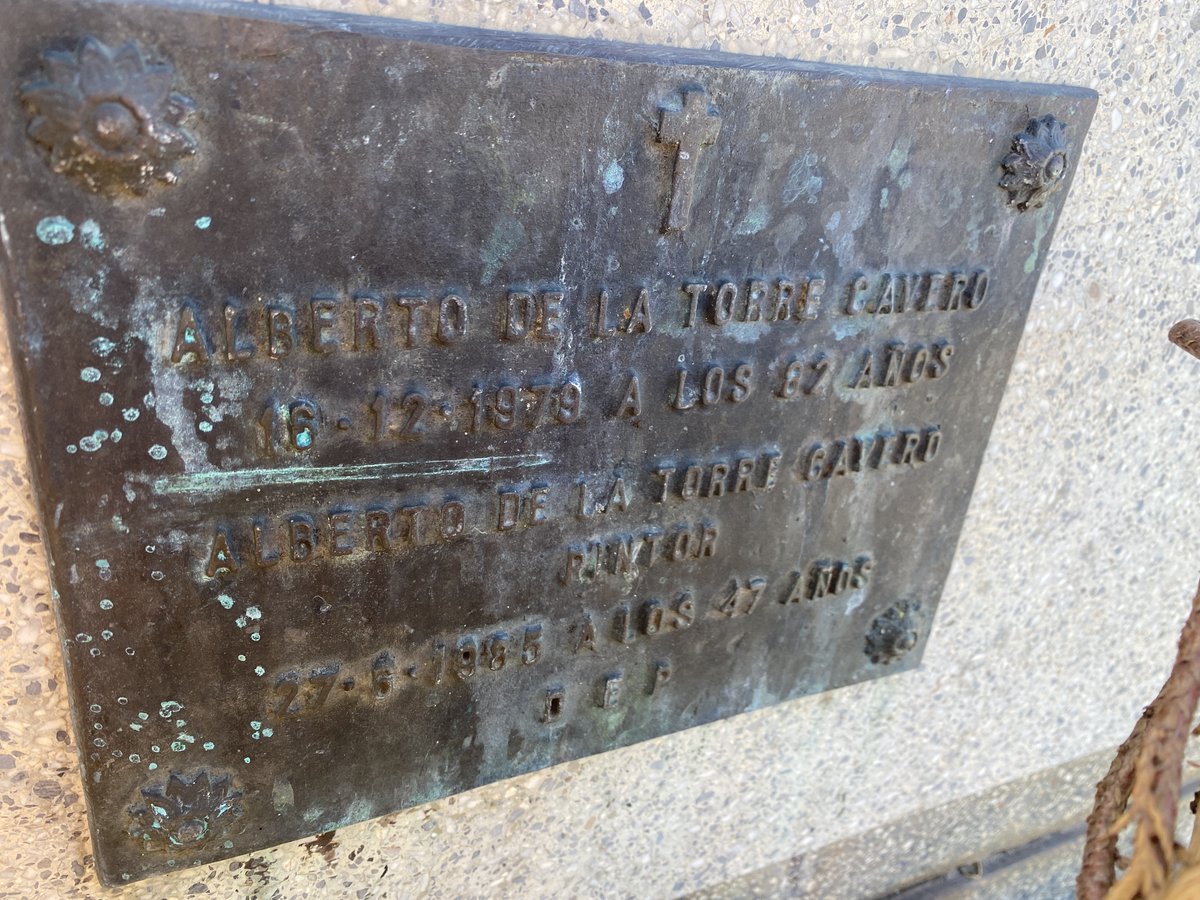 ALBERTO DE LA TORRE CAVERO
16·12·1979 A LOS 82 AÑOS
ALBERTO DE LA TORRE CAVERO
PINTOR
27·6·1985 A LOS 47 AÑOS
D E P